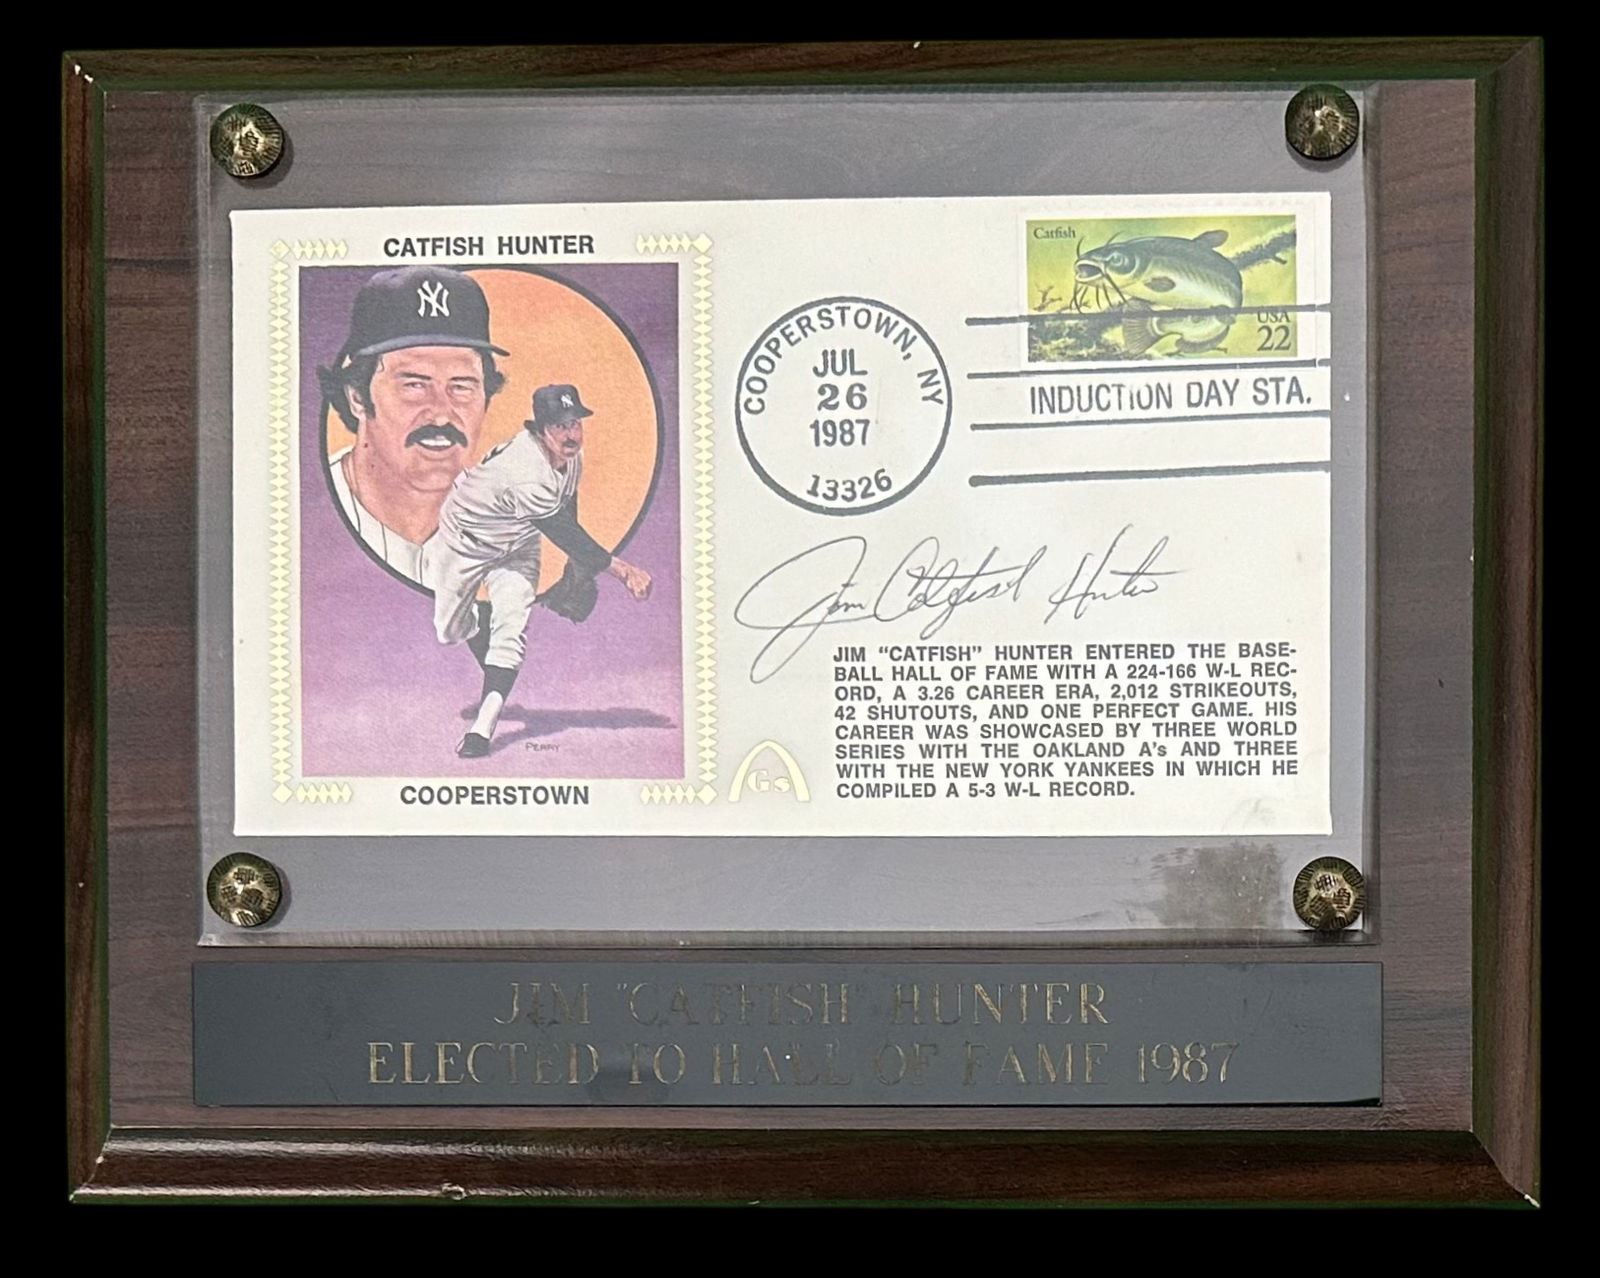 CATFISH HUNTER
NY
NY
PERRY
COOPERSTOWN
Gs
COOPERSTOWN, NY
JUL
26
1987
13326
Catfish
USA
22
INDUCTION DAY STA.
Jim Catfish Hunter
JIM “CATFISH” HUNTER ENTERED THE BASE-
BALL HALL OF FAME WITH A 224-166 W-L REC-
ORD, A 3.26 CAREER ERA, 2,012 STRIKEOUTS,
42 SHUTOUTS, AND ONE PERFECT GAME. HIS
CAREER WAS SHOWCASED BY THREE WORLD
SERIES WITH THE OAKLAND A's AND THREE
WITH THE NEW YORK YANKEES IN WHICH HE
COMPILED A 5-3 W-L RECORD.
JIM "CATFISH" HUNTER
ELECTED TO HALL OF FAME 1987